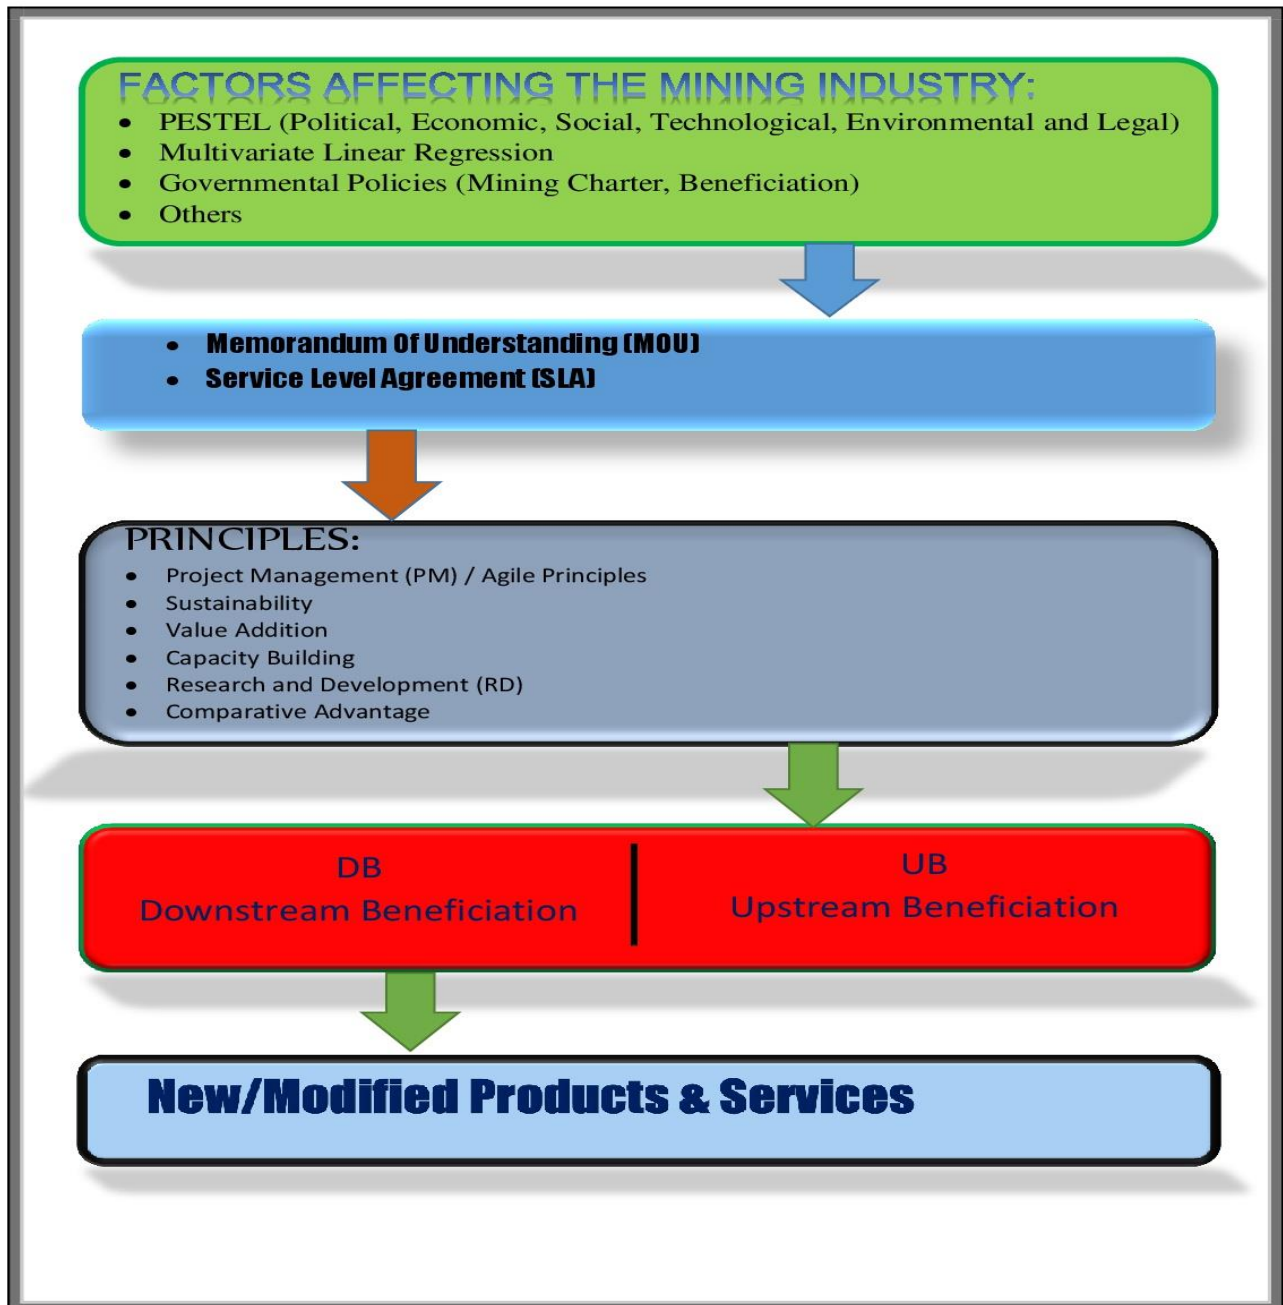 FACTORS AFFECTING THE MINING INDUSTRY:
• PESTEL (Political, Economic, Social, Technological, Environmental and Legal)
• Multivariate Linear Regression
• Governmental Policies (Mining Charter, Beneficiation)
• Others
• Memorandum Of Understanding (MOU)
• Service Level Agreement (SLA)
PRINCIPLES:
• Project Management (PM) / Agile Principles
• Sustainability
• Value Addition
• Capacity Building
• Research and Development (RD)
• Comparative Advantage
DB
Downstream Beneficiation
UB
Upstream Beneficiation
New/Modified Products & Services